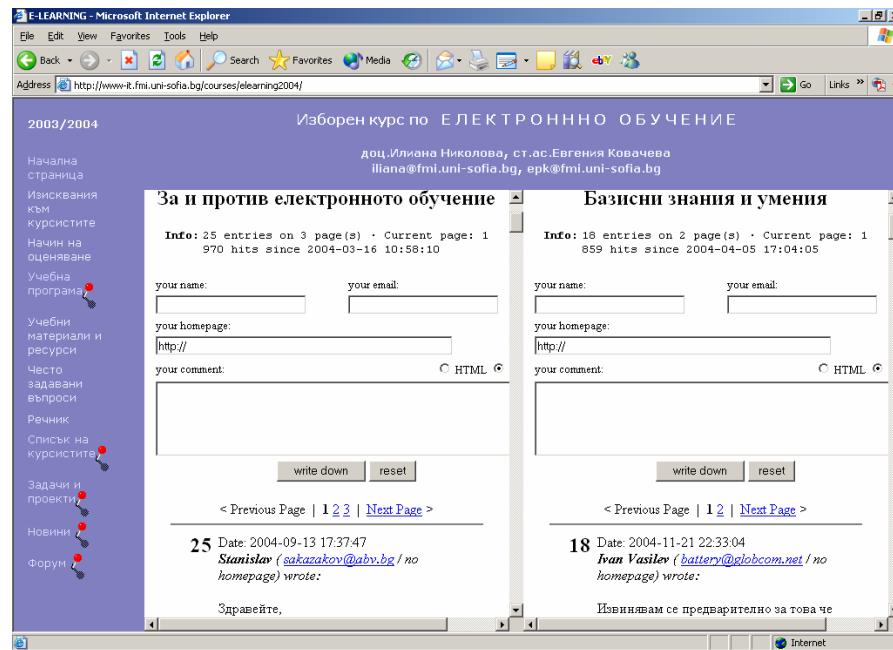 E-LEARNING - Microsoft Internet Explorer
File Edit View Favorites Tools Help
Back Search Favorites Media
Address http://www-it.fmi.uni-sofia.bg/courses/elearning2004/ Go Links »
2003/2004
Изборен курс по ЕЛЕКТРОНННО ОБУЧЕНИЕ
доц.Илиана Николова, ст.ас.Евгения Ковачева
iliana@fmi.uni-sofia.bg, epk@fmi.uni-sofia.bg
Начална
страница
Изисквания
към
курсистите
Начин на
оценяване
Учебна
програма
Учебни
материали и
ресурси
Често
задавани
въпроси
Речник
Списък на
курсистите
Задачи и
проекти
Новини
Форум
За и против електронното обучение
Info: 25 entries on 3 page(s) · Current page: 1
970 hits since 2004-03-16 10:58:10
your name: your email:
your homepage:
http://
your comment: HTML
write down reset
< Previous Page | 1 2 3 | Next Page >
25 Date: 2004-09-13 17:37:47
Stanislav ( sakazakov@abv.bg / no
homepage) wrote:
Здравейте,
Базисни знания и умения
Info: 18 entries on 2 page(s) · Current page: 1
859 hits since 2004-04-05 17:04:05
your name: your email:
your homepage:
http://
your comment: HTML
write down reset
< Previous Page | 1 2 | Next Page >
18 Date: 2004-11-21 22:33:04
Ivan Vasilev ( battery@globcom.net / no
homepage) wrote:
Извинявам се предварително за това че
Internet